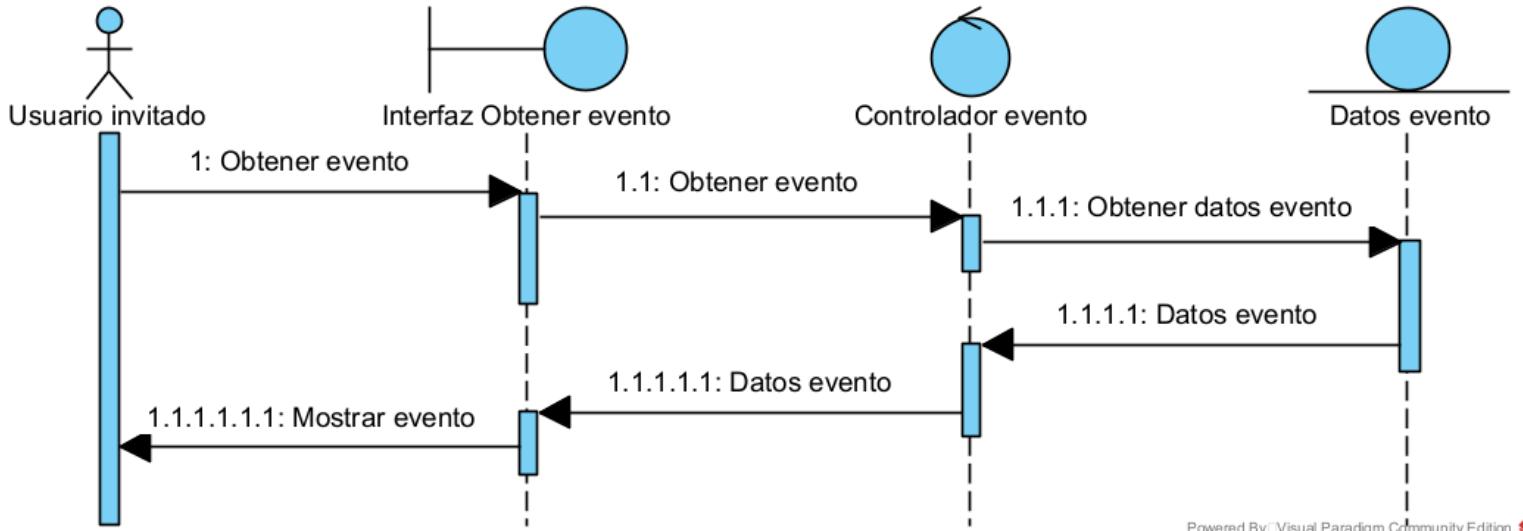 Usuario invitado
Interfaz Obtener evento
Controlador evento
Datos evento
1: Obtener evento
1.1: Obtener evento
1.1.1: Obtener datos evento
1.1.1.1: Datos evento
1.1.1.1.1: Datos evento
1.1.1.1.1.1: Mostrar evento
Powered By Visual Paradigm Community Edition